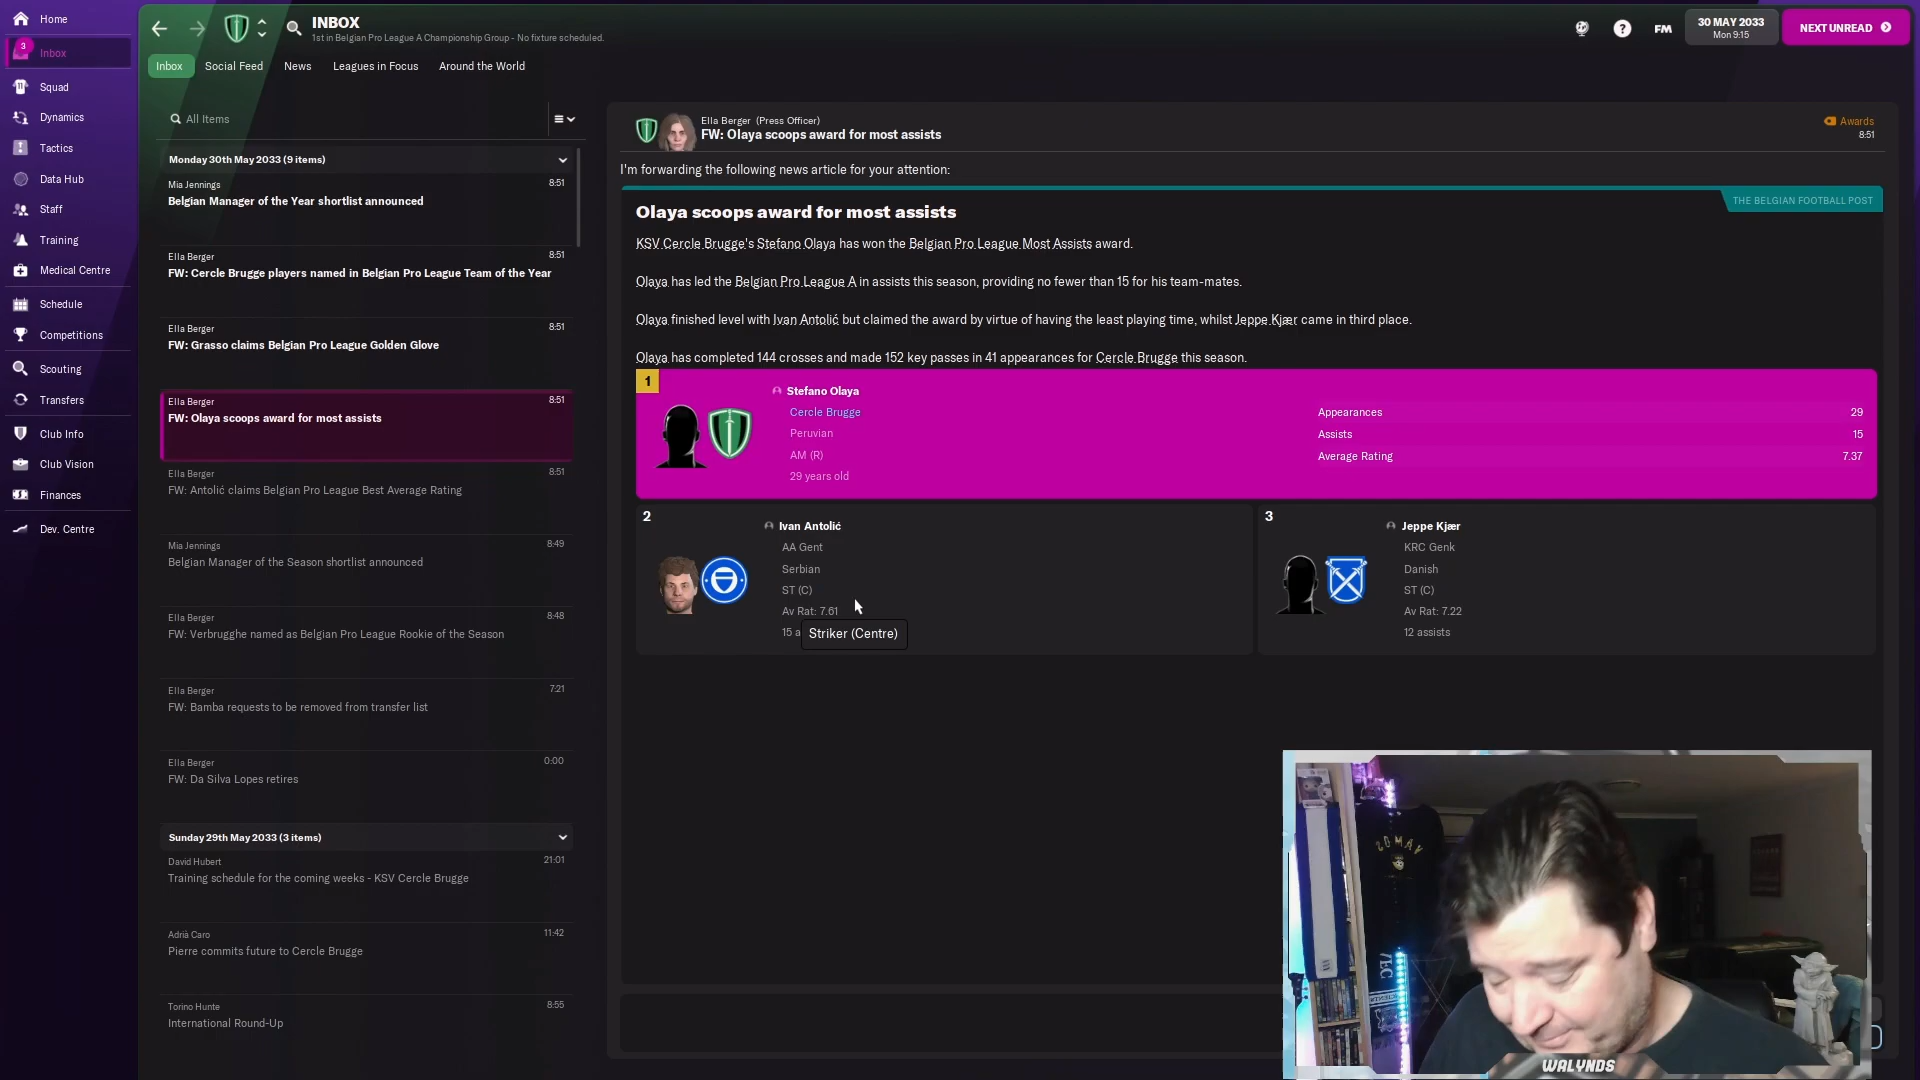 Home
3
Inbox
Squad
Dynamics
Tactics
Data Hub
Staff
Training
Medical Centre
Schedule
Competitions
Scouting
Transfers
Club Info
Club Vision
Finances
Dev. Centre
INBOX
1st in Belgian Pro League A Championship Group - No fixture scheduled.
FM
30 MAY 2033
Mon 9:15
NEXT UNREAD
Inbox Social Feed News Leagues in Focus Around the World
All Items
Monday 30th May 2033 (9 items)
Mia Jennings 8:51
Belgian Manager of the Year shortlist announced
Ella Berger 8:51
FW: Cercle Brugge players named in Belgian Pro League Team of the Year
Ella Berger 8:51
FW: Grasso claims Belgian Pro League Golden Glove
Ella Berger 8:51
FW: Olaya scoops award for most assists
Ella Berger 8:51
FW: Antolić claims Belgian Pro League Best Average Rating
Mia Jennings 8:49
Belgian Manager of the Season shortlist announced
Ella Berger 8:48
FW: Verbrugghe named as Belgian Pro League Rookie of the Season
Ella Berger 7:21
FW: Bamba requests to be removed from transfer list
Ella Berger 0:00
FW: Da Silva Lopes retires
Sunday 29th May 2033 (3 items)
David Hubert 21:01
Training schedule for the coming weeks - KSV Cercle Brugge
Adrià Caro 11:42
Pierre commits future to Cercle Brugge
Torino Hunte 8:55
International Round-Up
Ella Berger (Press Officer)
FW: Olaya scoops award for most assists
Awards
8:51
I'm forwarding the following news article for your attention:
THE BELGIAN FOOTBALL POST
Olaya scoops award for most assists
KSV Cercle Brugge's Stefano Olaya has won the Belgian Pro League Most Assists award.
Olaya has led the Belgian Pro League A in assists this season, providing no fewer than 15 for his team-mates.
Olaya finished level with Ivan Antolić but claimed the award by virtue of having the least playing time, whilst Jeppe Kjær came in third place.
Olaya has completed 144 crosses and made 152 key passes in 41 appearances for Cercle Brugge this season.
1
Stefano Olaya
Cercle Brugge
Peruvian
AM (R)
29 years old
Appearances 29
Assists 15
Average Rating 7.37
2
Ivan Antolić
AA Gent
Serbian
ST (C)
Av Rat: 7.61
15 a
Striker (Centre)
3
Jeppe Kjær
KRC Genk
Danish
ST (C)
Av Rat: 7.22
12 assists
WALYNDS